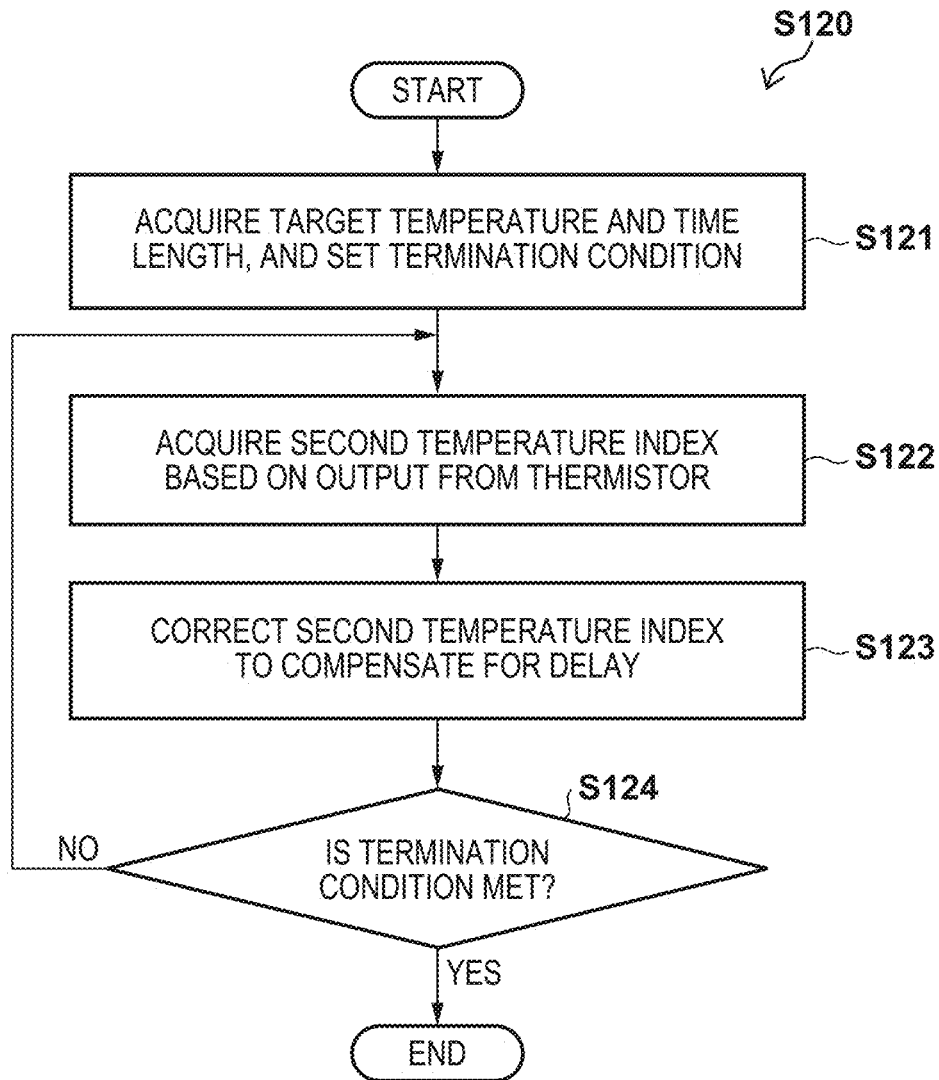 S120
START
ACQUIRE TARGET TEMPERATURE AND TIME
LENGTH, AND SET TERMINATION CONDITION
S121
ACQUIRE SECOND TEMPERATURE INDEX
BASED ON OUTPUT FROM THERMISTOR
S122
CORRECT SECOND TEMPERATURE INDEX
TO COMPENSATE FOR DELAY
S123
S124
NO
IS TERMINATION
CONDITION MET?
YES
END